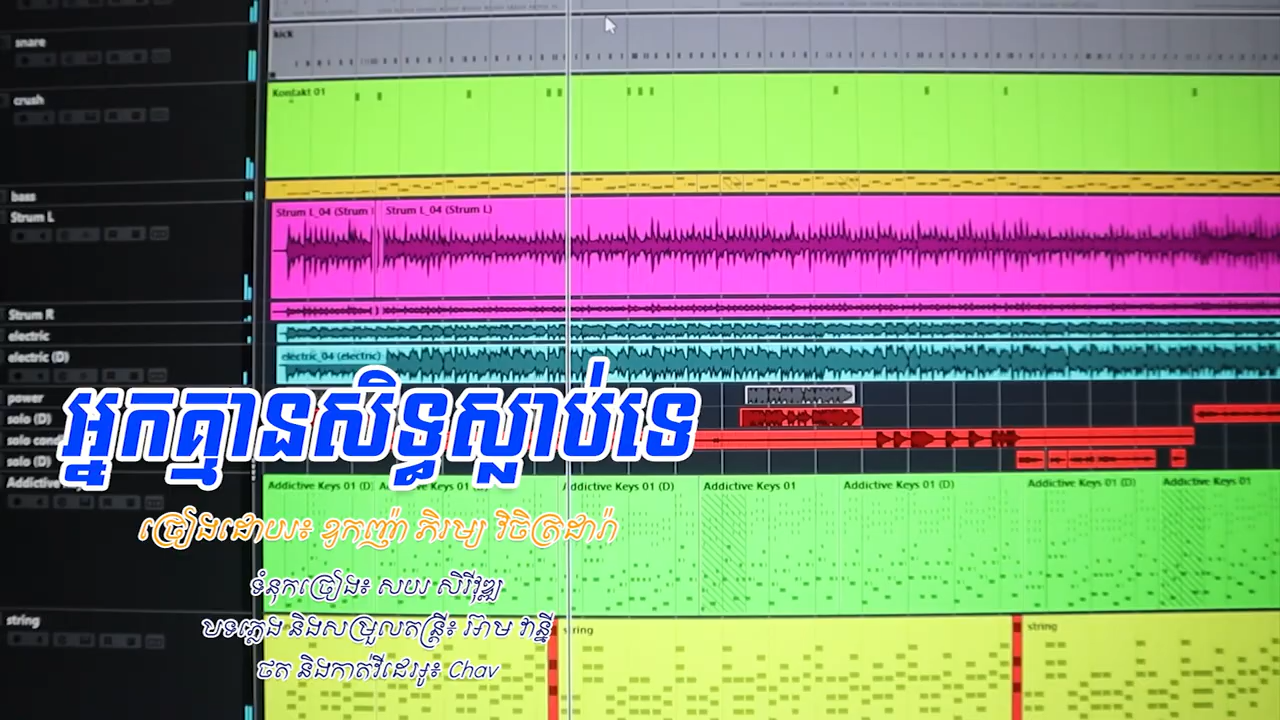 snare
kick
crush
Kontakt 01
bass
Strum L
Strum L_04 (Strum
Strum L_04 (Strum L)
Strum R
electric
electric (D)
electric_04 (electric)
power
solo (D)
solo
solo (D)
អ្នកគ្មានសិទ្ធស្លាប់ទេ
Addictive
Addictive Keys 01 (D)
Addictive Keys 01
Addictive Keys 01 (D)
Addictive Keys 01
Addictive Keys 01 (D)
Addictive Keys 01 (D)
Addictive Keys 01
ច្រៀងដោយ៖ ឧកញ៉ា ភិរម្យ វិចិត្រដារ៉ា
ទំនុកច្រៀង៖ សយ សិរីវុឌ្ឍ
បទភ្លេង និងសម្រួលតន្ត្រី៖ អ៊ាម វាន្នី
ថត និងកាត់វីដេអូ៖ Chav
string
string
string